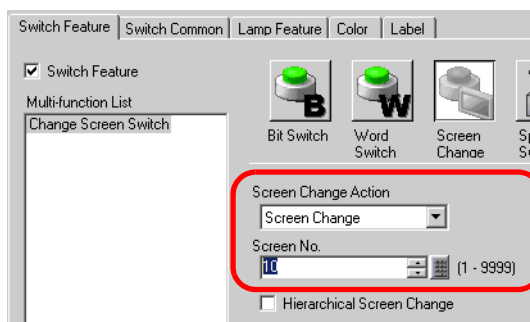 Switch Feature Switch Common Lamp Feature Color Label
Switch Feature
Multi-function List
Change Screen Switch
B W
Bit Switch Word Switch Screen Change
Screen Change Action
Screen Change
Screen No.
10 (1 - 9999)
Hierarchical Screen Change